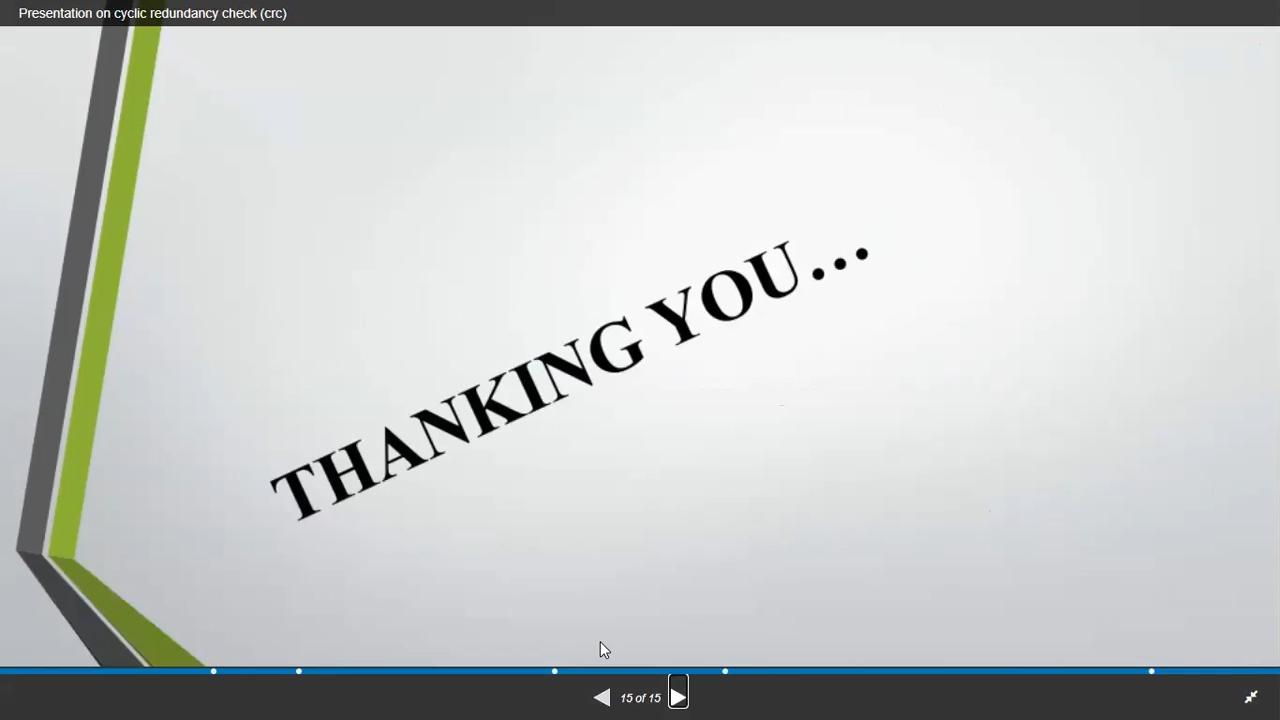 Presentation on cyclic redundancy check (crc)
THANKING YOU...
15 of 15